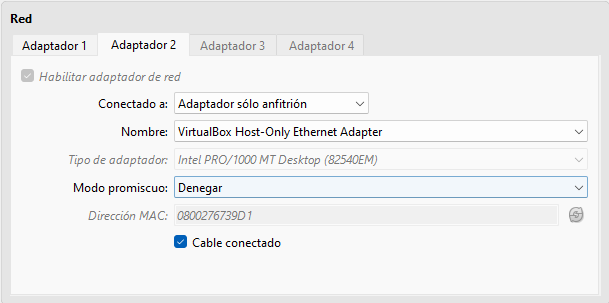 Red
Adaptador 1 Adaptador 2 Adaptador 3 Adaptador 4
Habilitar adaptador de red
Conectado a: Adaptador sólo anfitrión
Nombre: VirtualBox Host-Only Ethernet Adapter
Tipo de adaptador: Intel PRO/1000 MT Desktop (82540EM)
Modo promiscuo: Denegar
Dirección MAC: 0800276739D1
Cable conectado